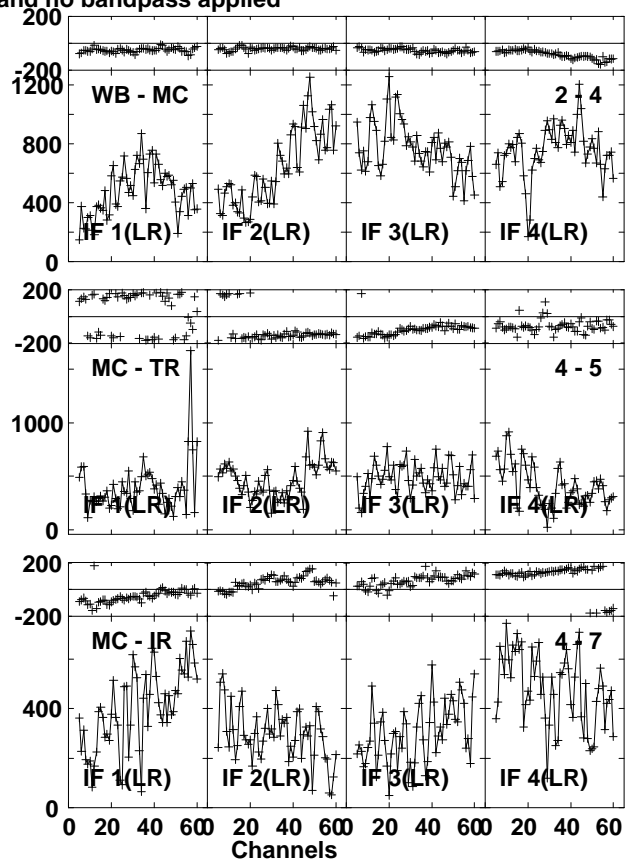 and no bandpass applied
200
-200
1200
800
400
0
WB - MC
2 - 4
IF 1(LR)
IF 2(LR)
IF 3(LR)
IF 4(LR)
200
-200
1000
0
MC - TR
4 - 5
IF 1(LR)
IF 2(LR)
IF 3(LR)
IF 4(LR)
200
-200
400
0
MC - IR
4 - 7
IF 1(LR)
IF 2(LR)
IF 3(LR)
IF 4(LR)
0 20 40 60 0 20 40 60 0 20 40 60 0 20 40 60
Channels